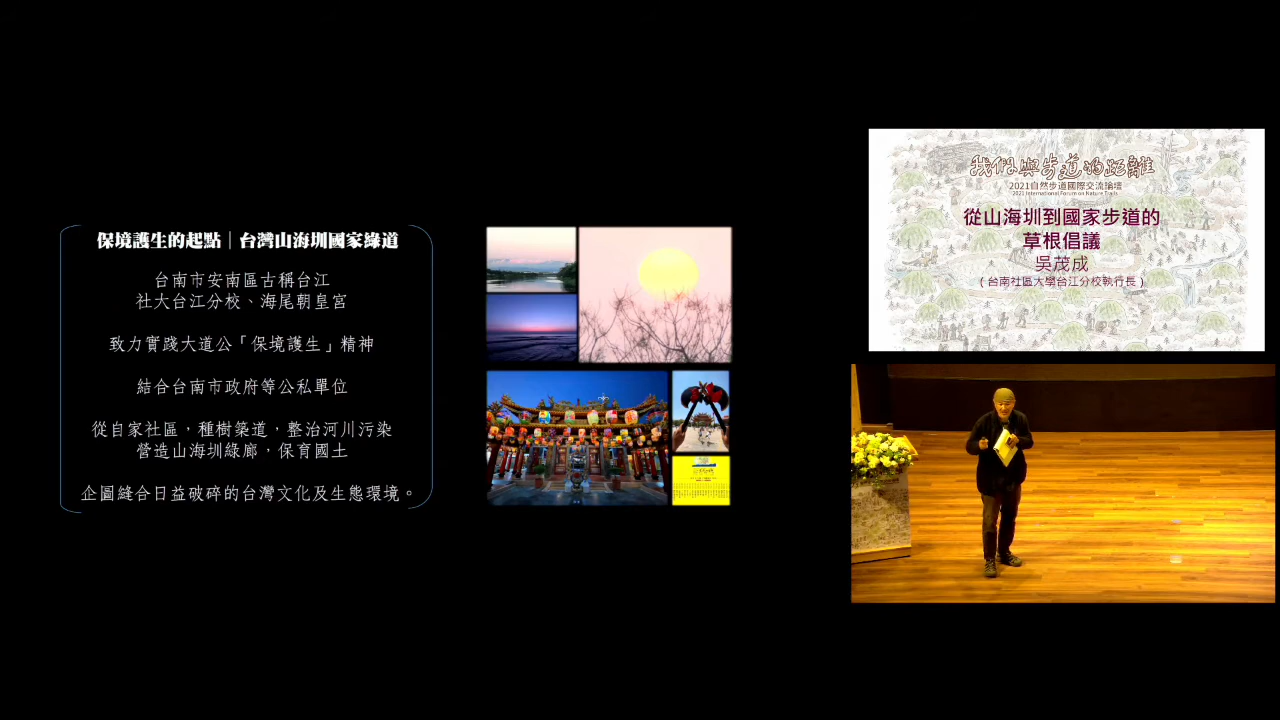 保境護生的起點｜台灣山海圳國家綠道
台南市安南區古稱台江
社大台江分校、海尾朝皇宮
致力實踐大道公「保境護生」精神
結合台南市政府等公私單位
從自家社區，種樹築道，整治河川污染
營造山海圳綠廊，保育國土
企圖縫合日益破碎的台灣文化及生態環境。
我們與步道的距離
2021自然步道國際交流論壇
2021 International Forum on Nature Trails
從山海圳到國家步道的
草根倡議
吳茂成
(台南社區大學台江分校執行長)